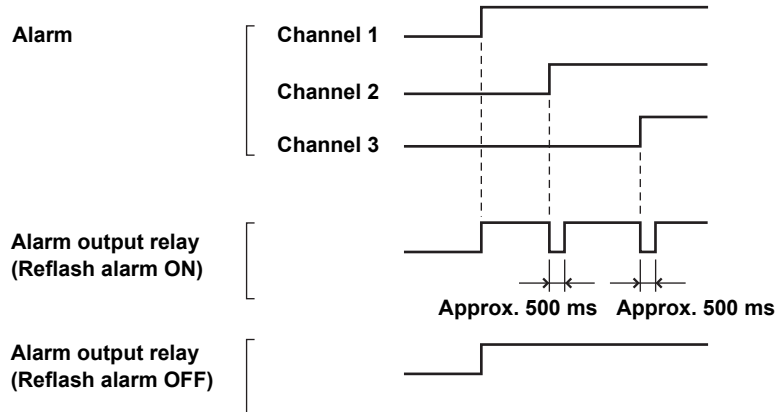 Alarm
Channel 1
Channel 2
Channel 3
Alarm output relay
(Reflash alarm ON)
Approx. 500 ms
Approx. 500 ms
Alarm output relay
(Reflash alarm OFF)